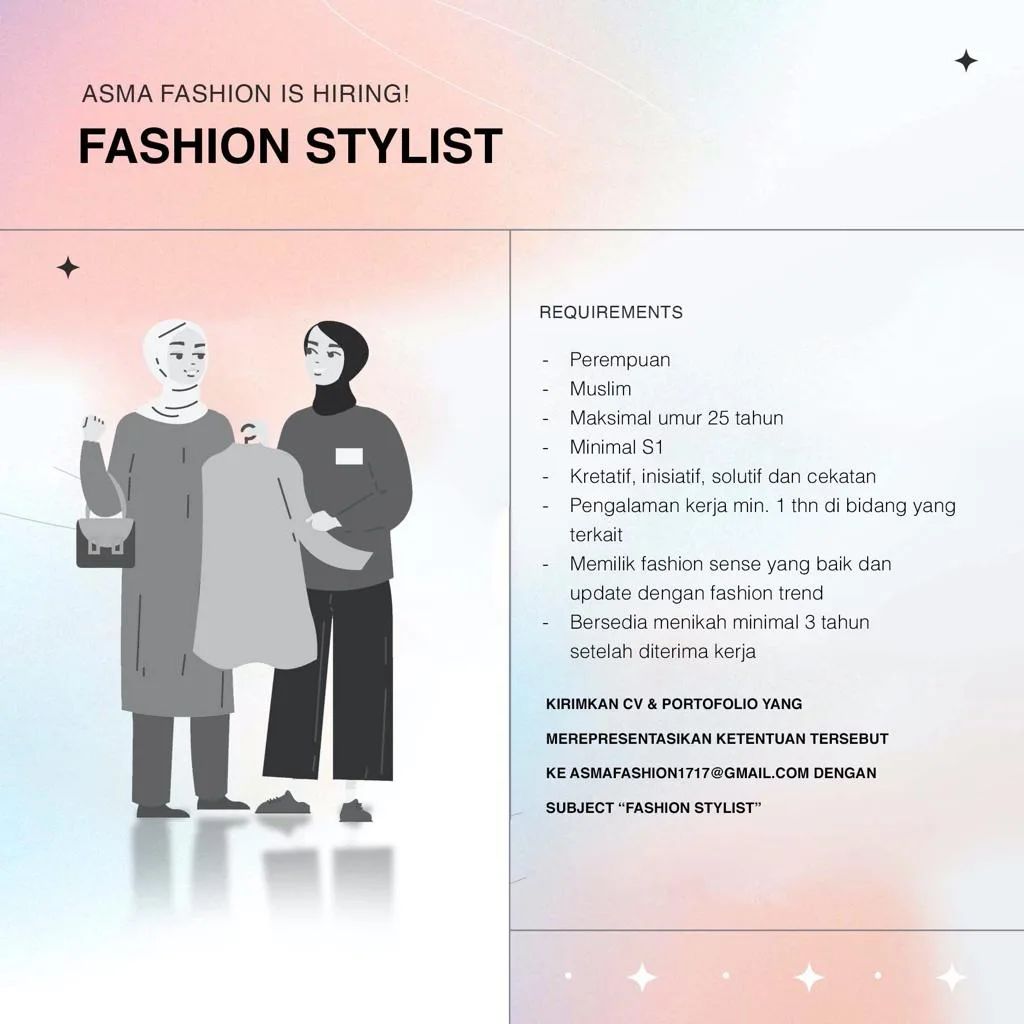 ASMA FASHION IS HIRING!
FASHION STYLIST
REQUIREMENTS
- Perempuan
- Muslim
- Maksimal umur 25 tahun
- Minimal S1
- Kretatif, inisiatif, solutif dan cekatan
- Pengalaman kerja min. 1 thn di bidang yang
terkait
- Memilik fashion sense yang baik dan
update dengan fashion trend
- Bersedia menikah minimal 3 tahun
setelah diterima kerja
KIRIMKAN CV & PORTOFOLIO YANG
MEREPRESENTASIKAN KETENTUAN TERSEBUT
KE ASMAFASHION1717@GMAIL.COM DENGAN
SUBJECT “FASHION STYLIST”